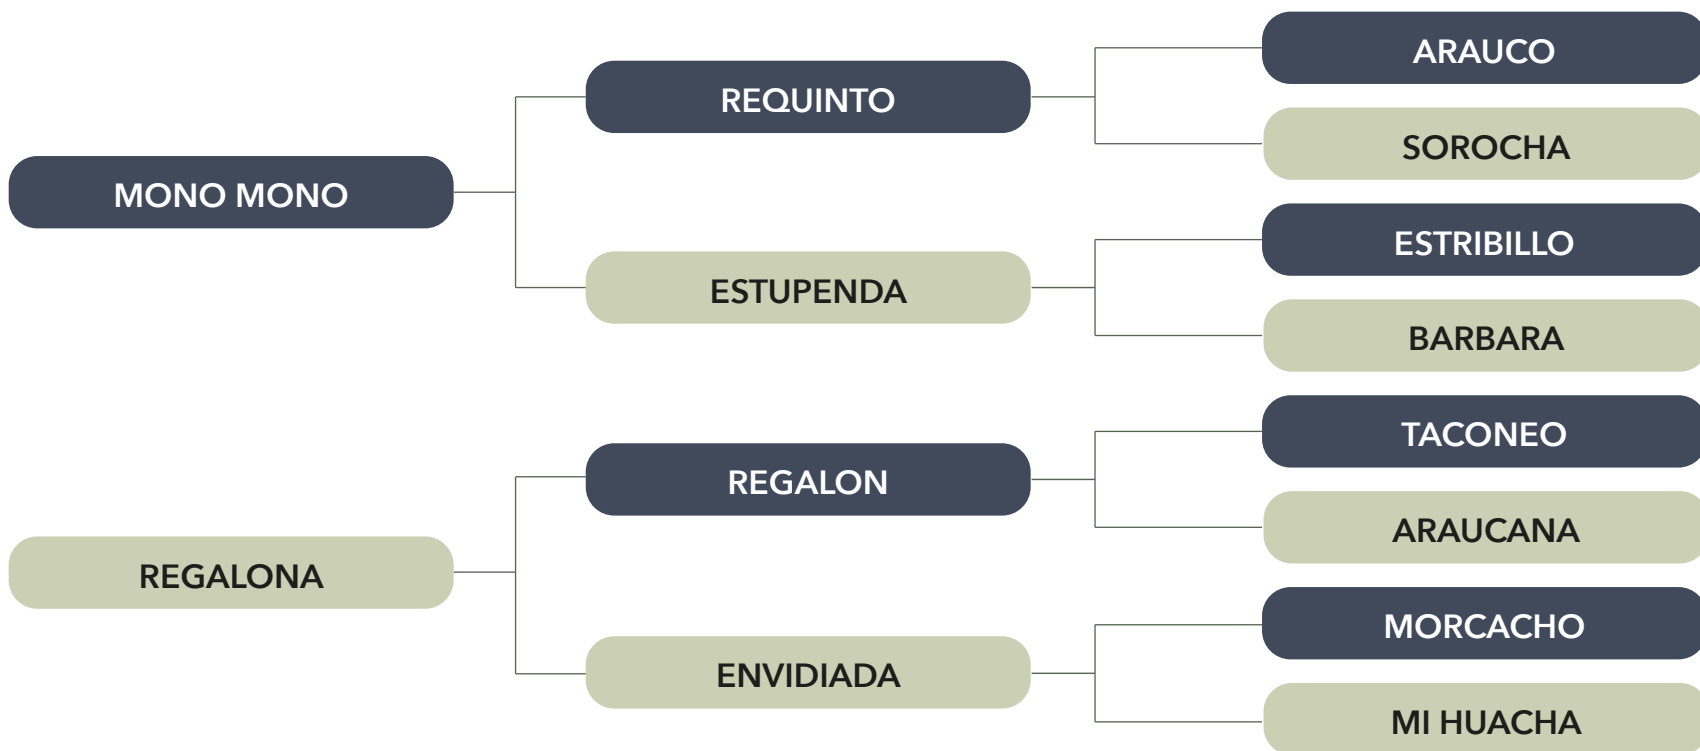 MONO MONO
REQUINTO
ARAUCO
SOROCHA
ESTUPENDA
ESTRIBILLO
BARBARA
REGALONA
REGALON
TACONEO
ARAUCANA
ENVIDIADA
MORCACHO
MI HUACHA